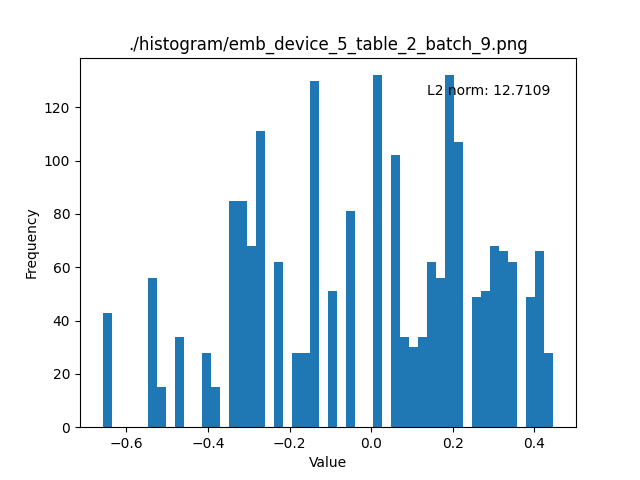 ./histogram/emb_device_5_table_2_batch_9.png
L2 norm: 12.7109
Frequency
120
100
80
60
40
20
0
−0.6 −0.4 −0.2 0.0 0.2 0.4
Value